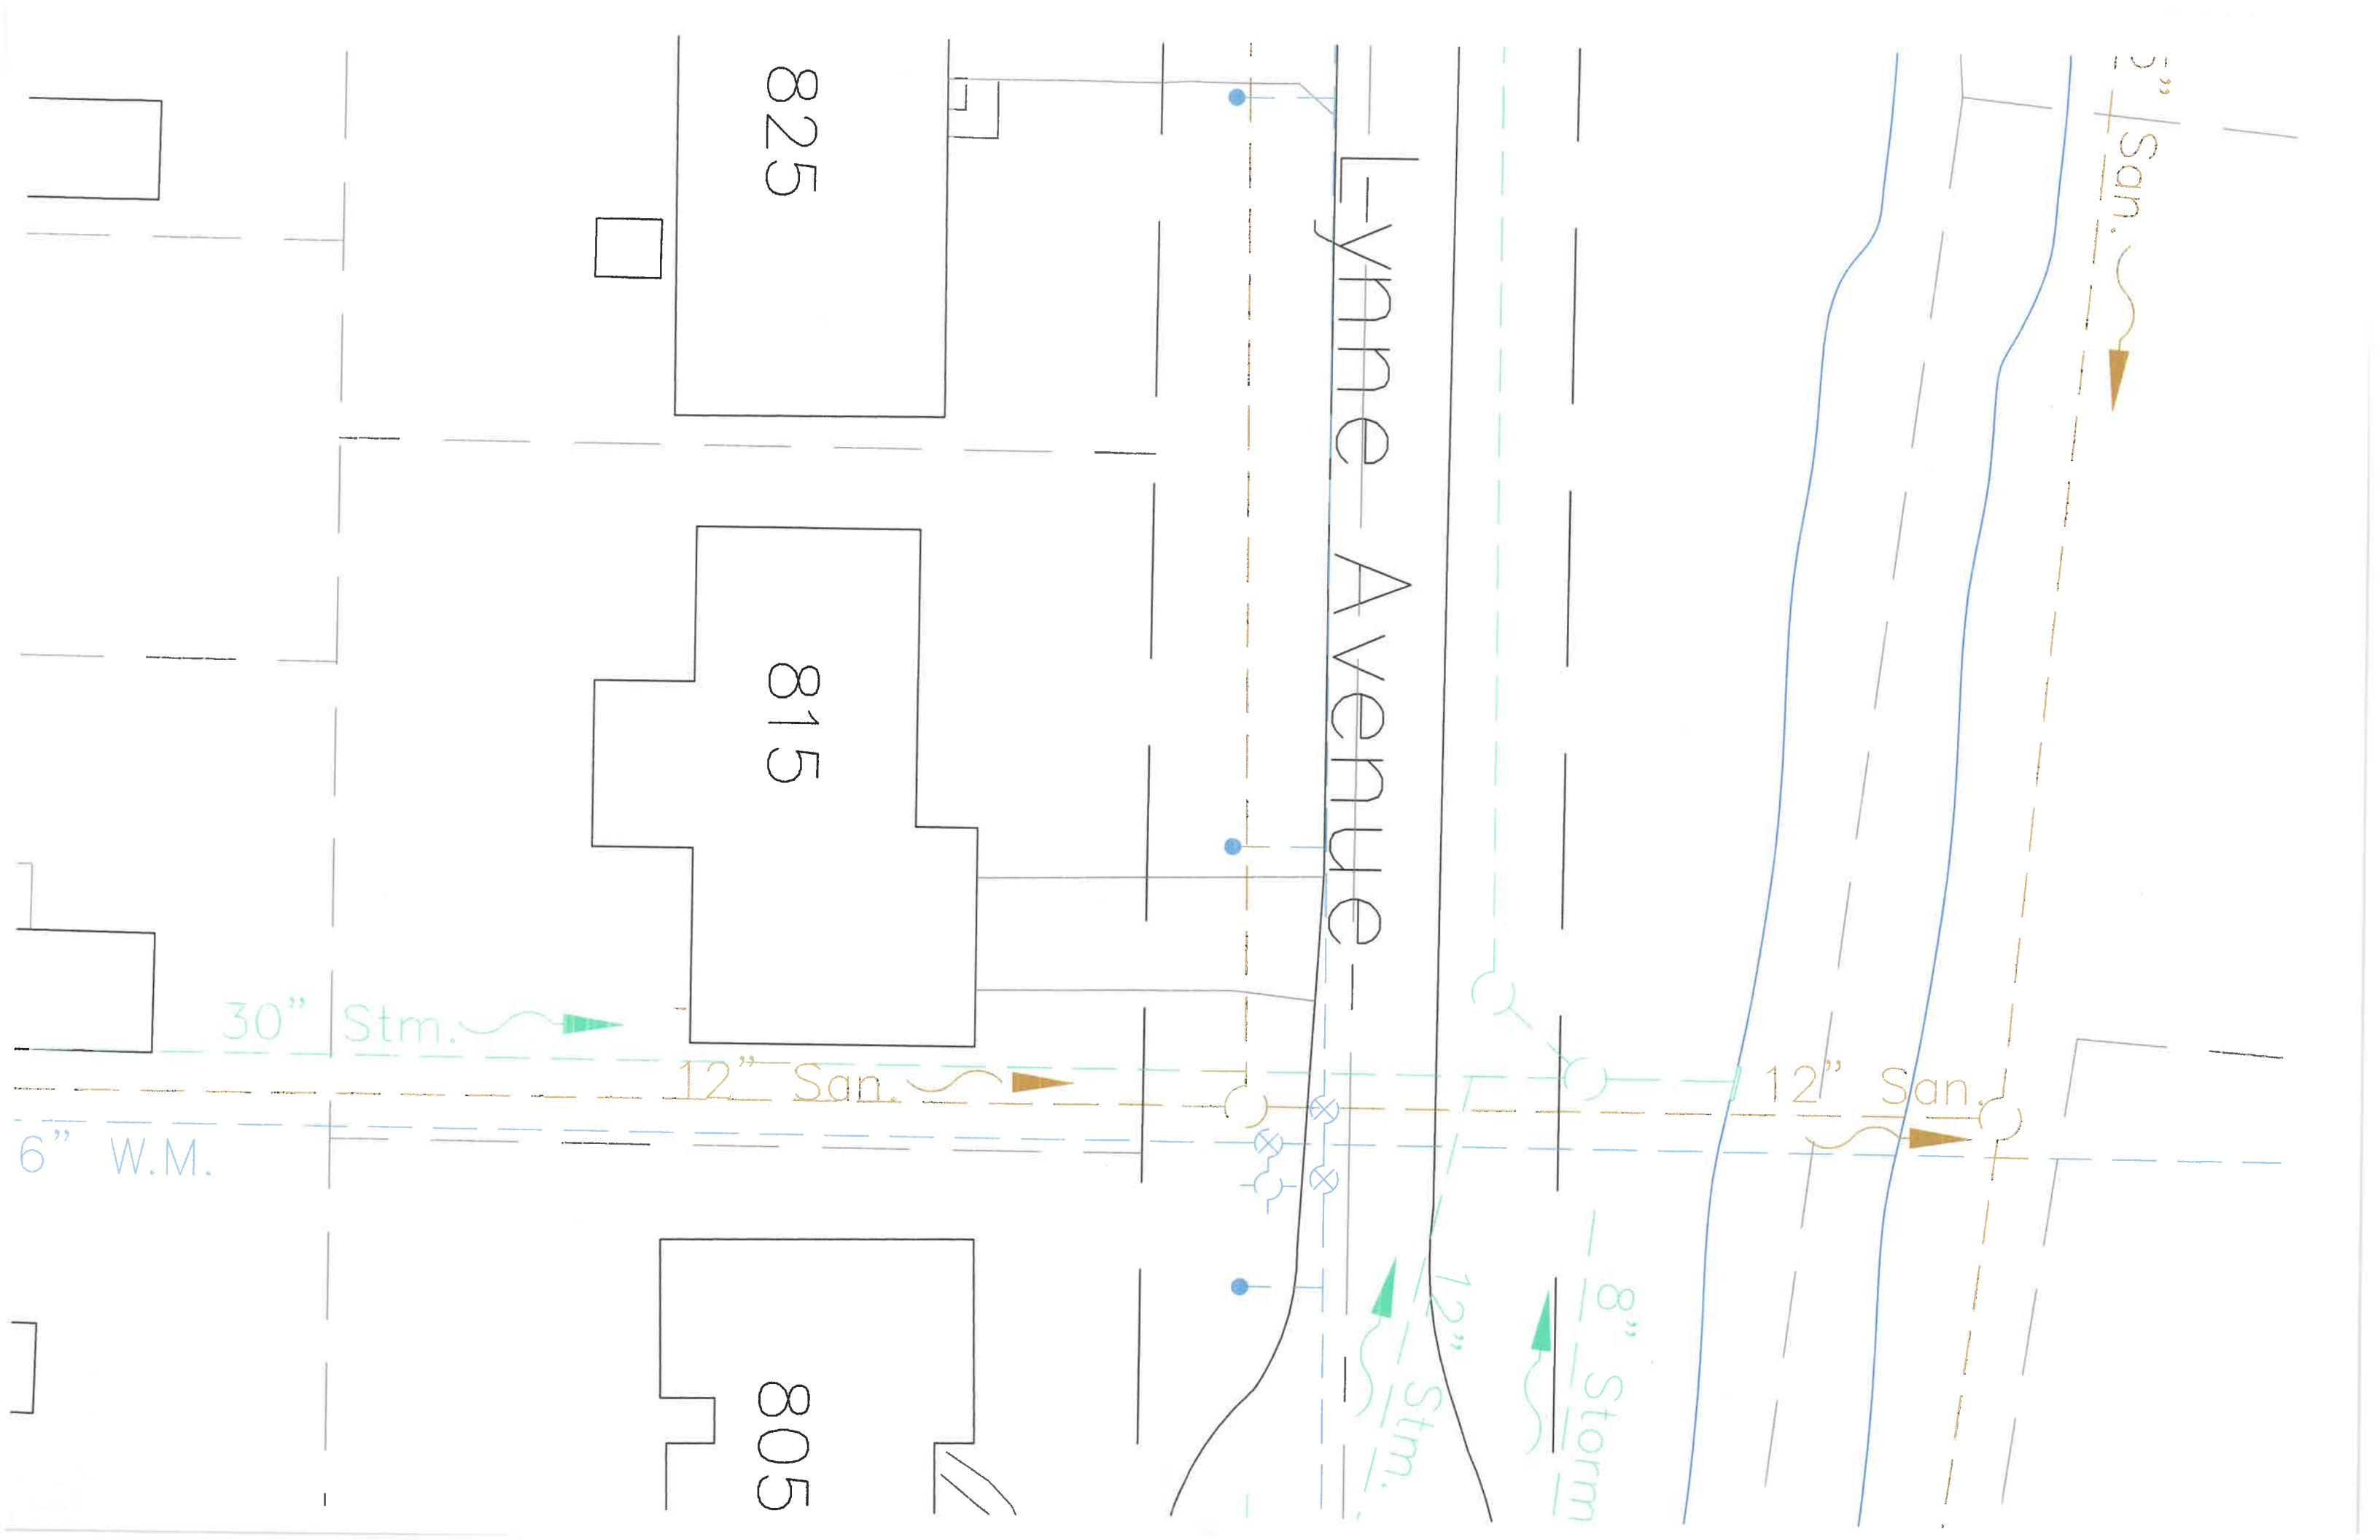 825
Lynne Avenue
San.
815
30” Stm.
12” San.
12” San.
6” W.M.
12” Stm.
8” Storm
805